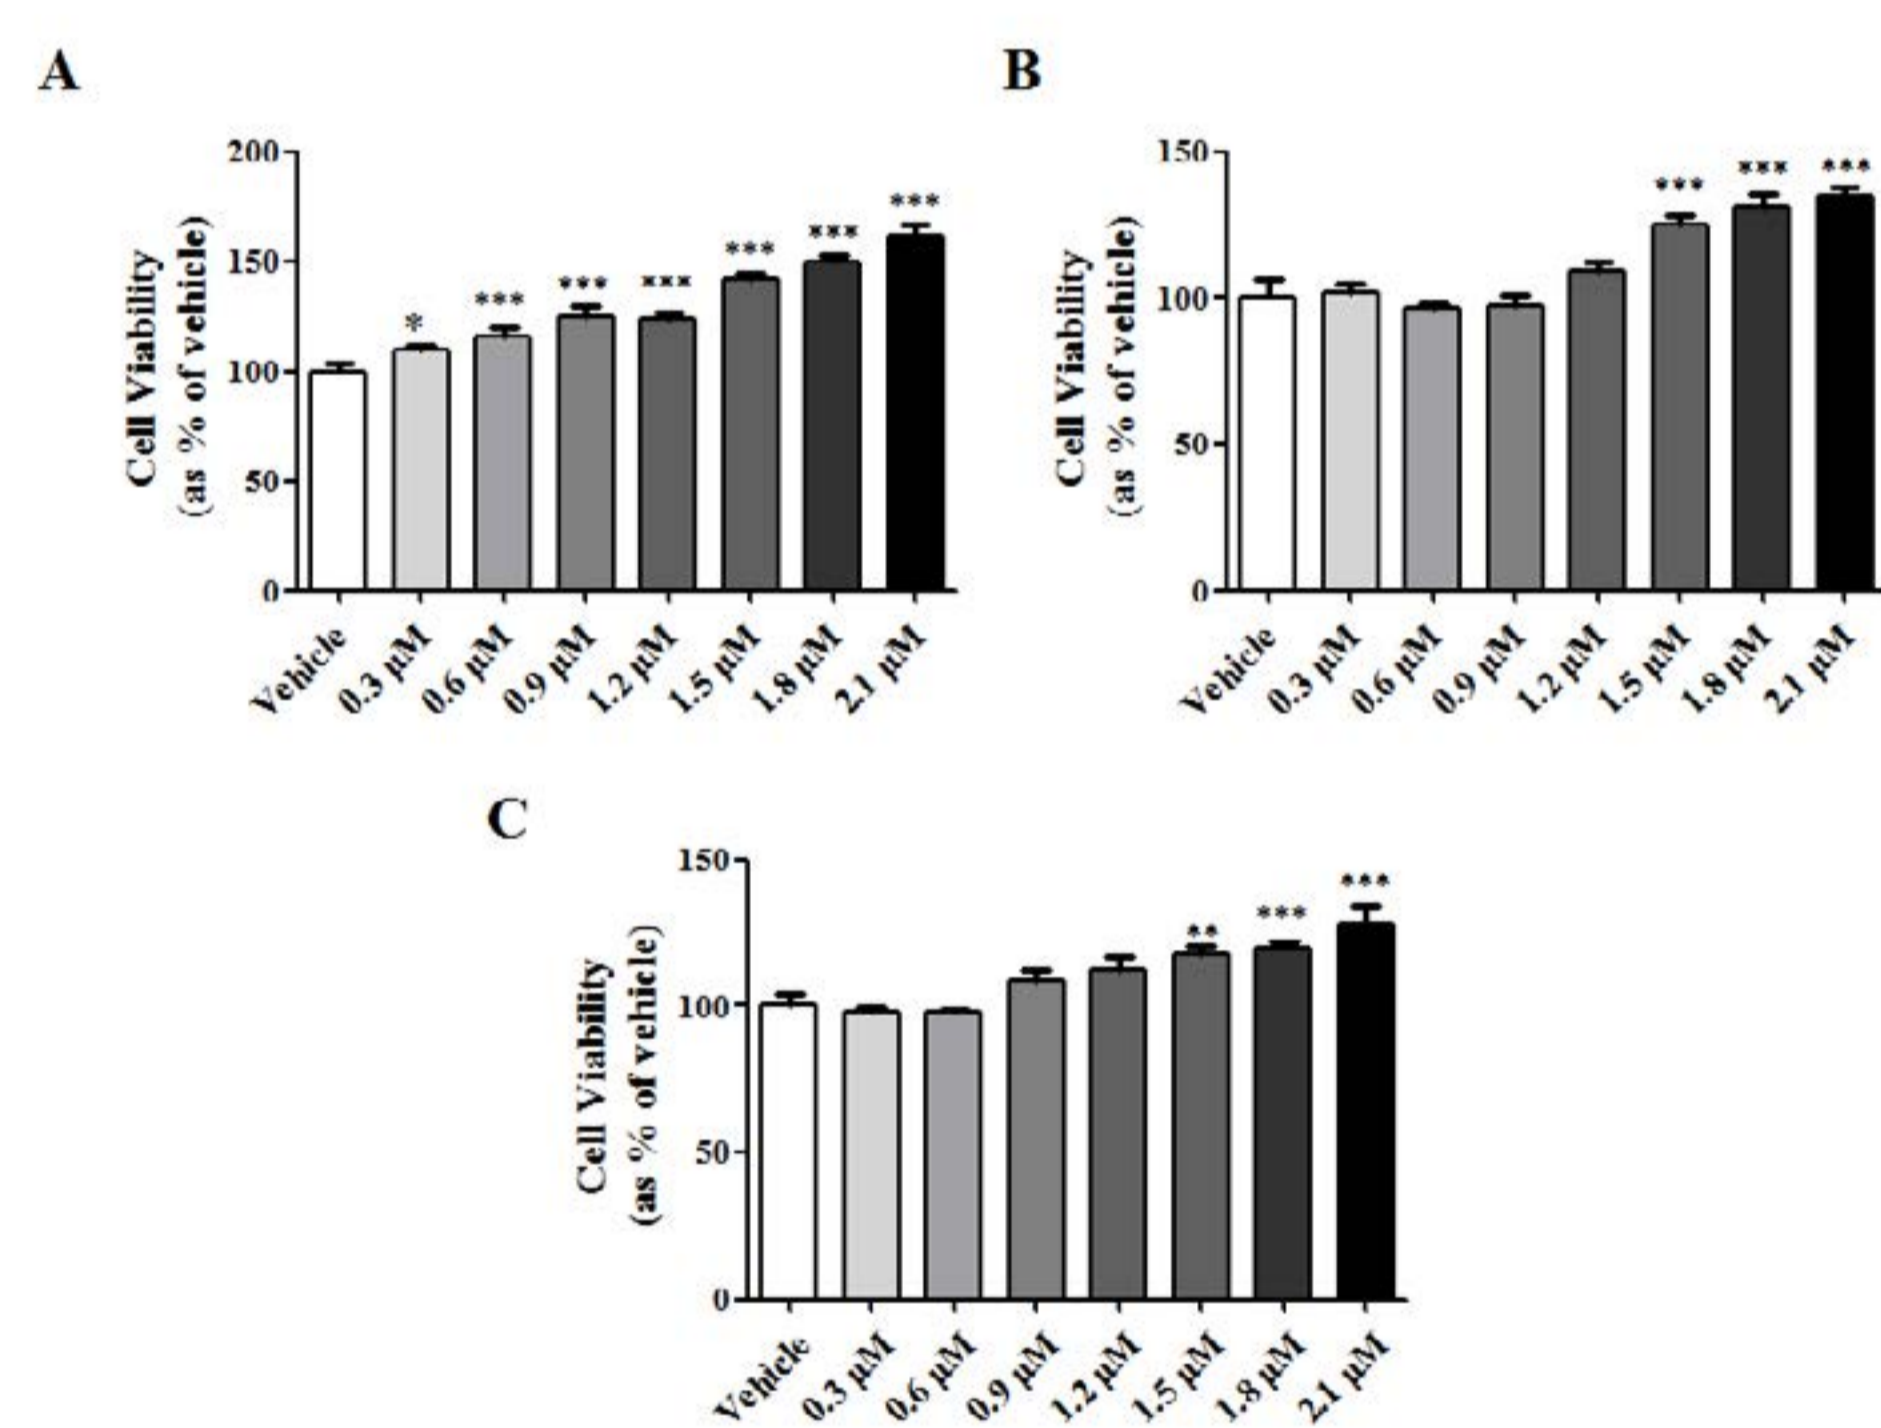 A
200
150
100
50
0
Cell Viability
(as % of vehicle)
*
***
***
***
***
***
***
Vehicle
0.3 µM
0.6 µM
0.9 µM
1.2 µM
1.5 µM
1.8 µM
2.1 µM
B
150
100
50
0
Cell Viability
(as % of vehicle)
***
***
***
Vehicle
0.3 µM
0.6 µM
0.9 µM
1.2 µM
1.5 µM
1.8 µM
2.1 µM
C
150
100
50
0
Cell Viability
(as % of vehicle)
**
***
***
Vehicle
0.3 µM
0.6 µM
0.9 µM
1.2 µM
1.5 µM
1.8 µM
2.1 µM